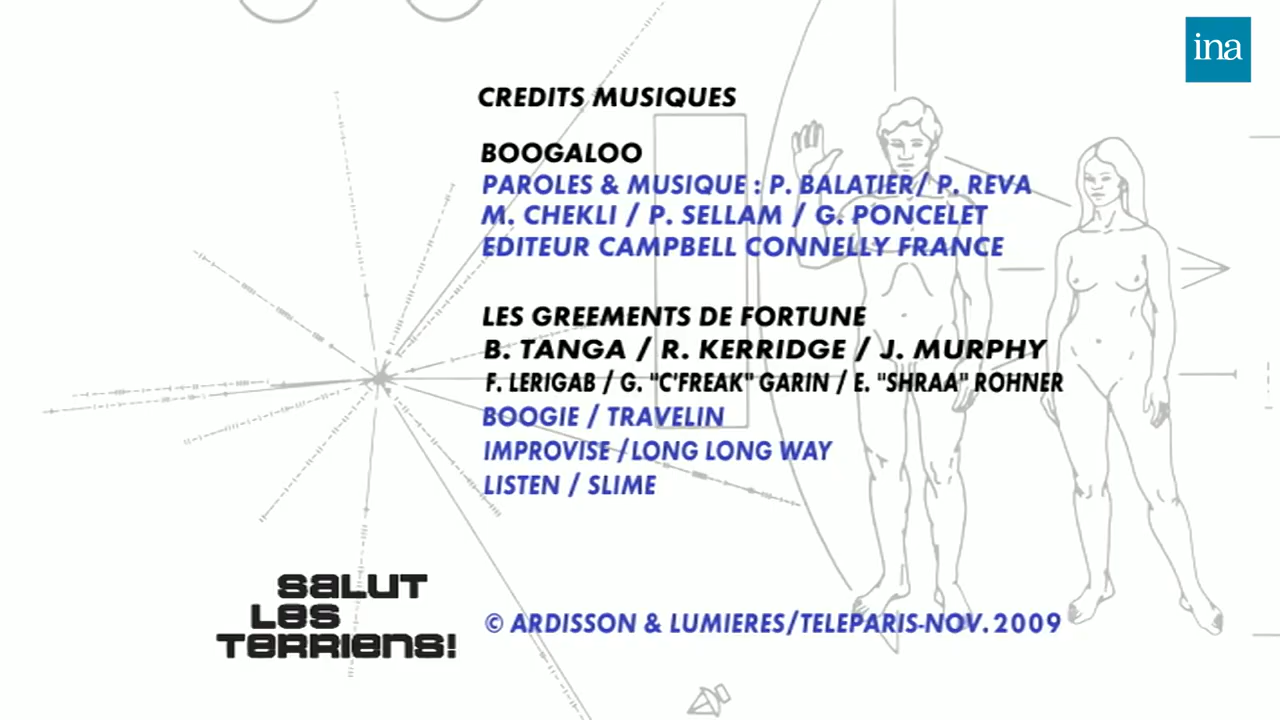 ina
CREDITS MUSIQUES
BOOGALOO
PAROLES & MUSIQUE : P. BALATIER/ P. REVA
M. CHEKLI / P. SELLAM / G. PONCELET
EDITEUR CAMPBELL CONNELLY FRANCE
LES GREEMENTS DE FORTUNE
B. TANGA / R. KERRIDGE / J. MURPHY
F. LERIGAB / G. "C'FREAK" GARIN / E. "SHRAA" ROHNER
BOOGIE / TRAVELIN
IMPROVISE / LONG LONG WAY
LISTEN / SLIME
SALUT
LES
TERRIENS!
© ARDISSON & LUMIERES/TELEPARIS-NOV. 2009